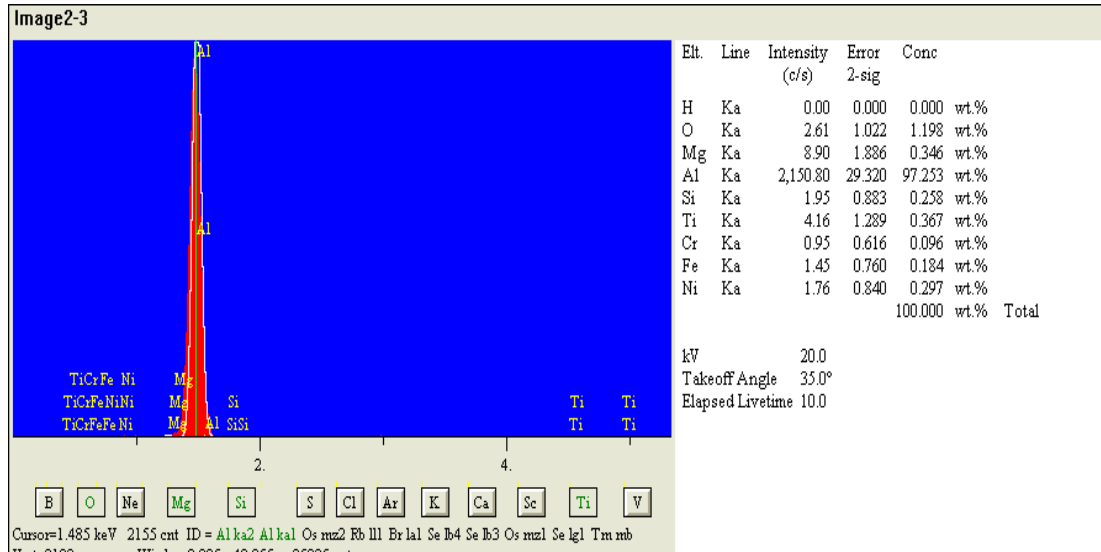 Image2-3
Al
Al
TiCrFe Ni Mg
TiCrFeNiNi Mg Si Ti Ti
TiCrFeFe Ni Mg Al SiSi Ti Ti
2. 4.
B O Ne Mg Si S Cl Ar K Ca Sc Ti V
Cursor=1.485 keV 2155 cnt ID = Al ka2 Al ka1 Os mz2 Rb ll1 Br la1 Se lb4 Se lb3 Os mz1 Se lg1 Tm mb
Elt. Line Intensity Error Conc
(c/s) 2-sig
H Ka 0.00 0.000 0.000 wt.%
O Ka 2.61 1.022 1.198 wt.%
Mg Ka 8.90 1.886 0.346 wt.%
Al Ka 2,150.80 29.320 97.253 wt.%
Si Ka 1.95 0.883 0.258 wt.%
Ti Ka 4.16 1.289 0.367 wt.%
Cr Ka 0.95 0.616 0.096 wt.%
Fe Ka 1.45 0.760 0.184 wt.%
Ni Ka 1.76 0.840 0.297 wt.%
100.000 wt.% Total
kV 20.0
Takeoff Angle 35.0°
Elapsed Livetime 10.0